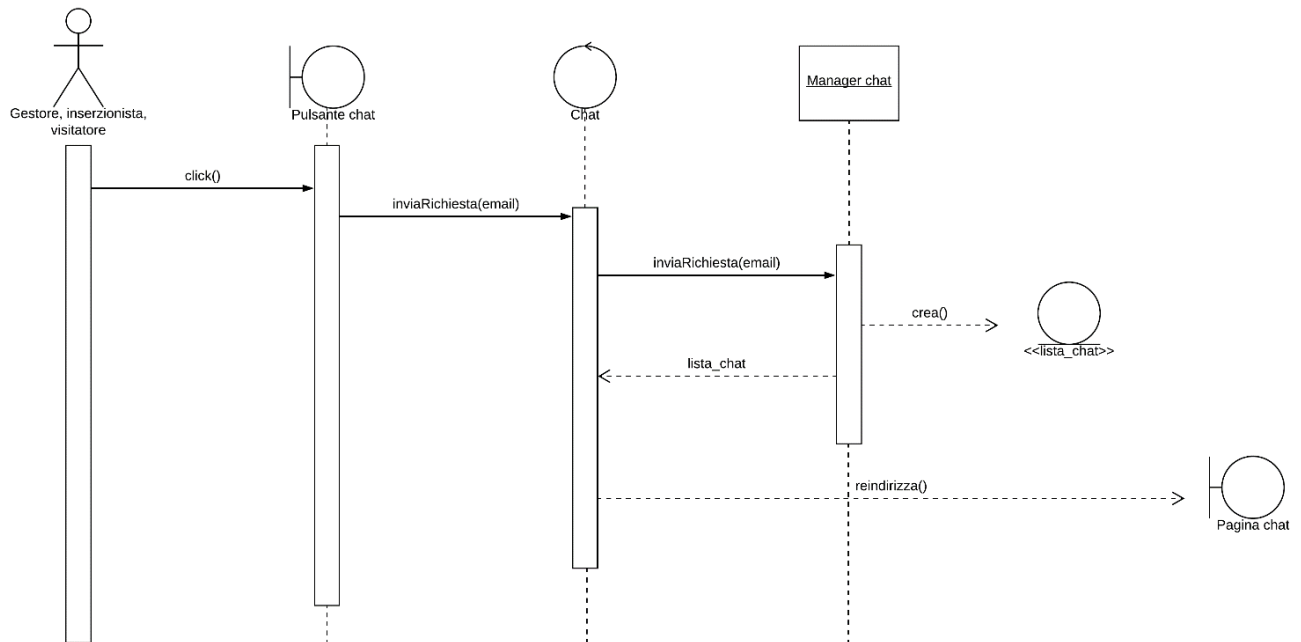 Gestore, inserzionista,
visitatore
Pulsante chat
Chat
Manager chat
click()
inviaRichiesta(email)
inviaRichiesta(email)
crea()
<<lista_chat>>
lista_chat
reindirizza()
Pagina chat